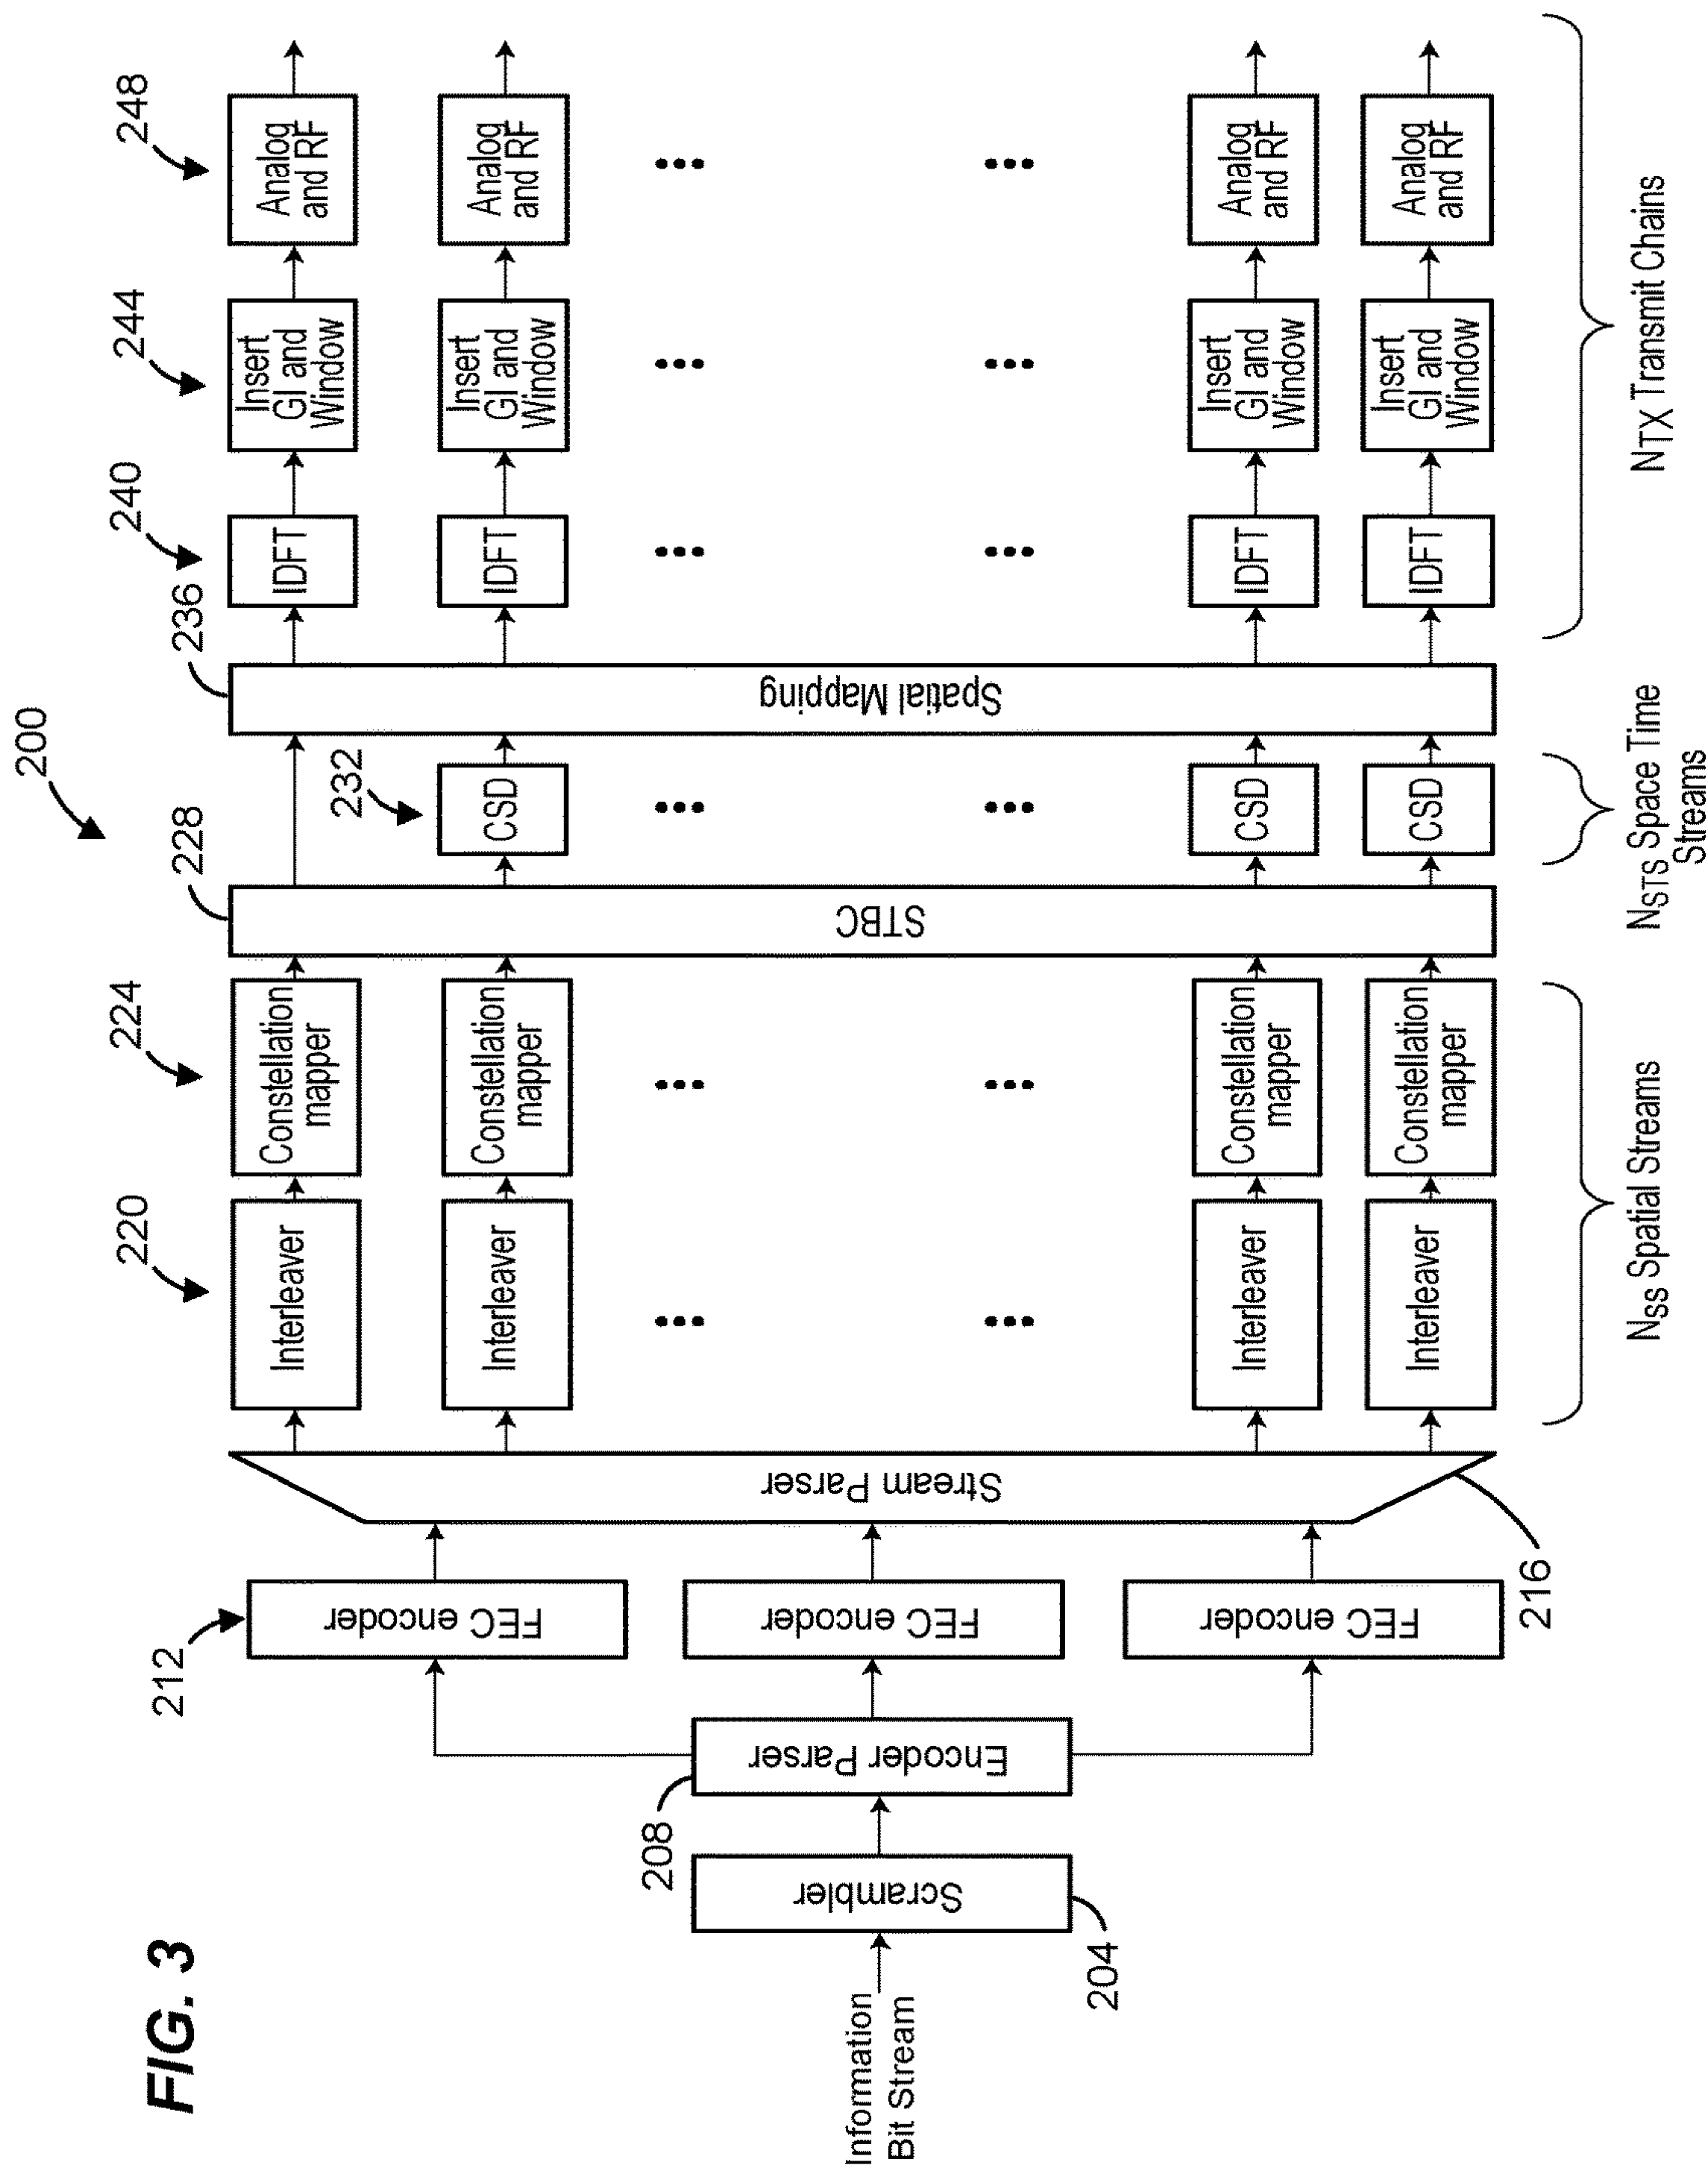 FIG. 3
200
Information
Bit Stream
Scrambler
204
Encoder Parser
208
212
FEC encoder
FEC encoder
FEC encoder
Stream Parser
216
220
Interleaver
Interleaver
Interleaver
Interleaver
224
Constellation
mapper
Constellation
mapper
Constellation
mapper
Constellation
mapper
NSS Spatial Streams
228
STBC
232
CSD
CSD
CSD
NSTS Space Time
Streams
236
Spatial Mapping
240
IDFT
IDFT
IDFT
IDFT
244
Insert
GI and
Window
Insert
GI and
Window
Insert
GI and
Window
Insert
GI and
Window
248
Analog
and RF
Analog
and RF
Analog
and RF
Analog
and RF
NTX Transmit Chains